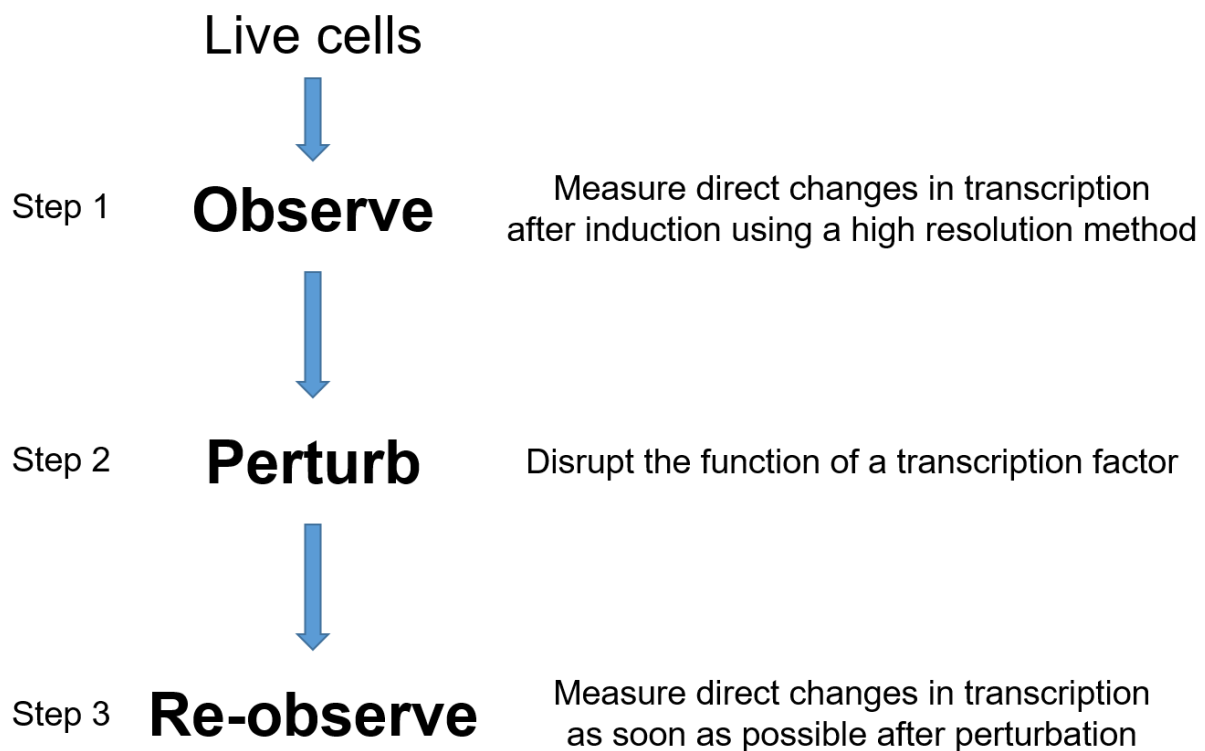 Live cells
Step 1
Observe
Measure direct changes in transcription
after induction using a high resolution method
Step 2
Perturb
Disrupt the function of a transcription factor
Step 3
Re-observe
Measure direct changes in transcription
as soon as possible after perturbation